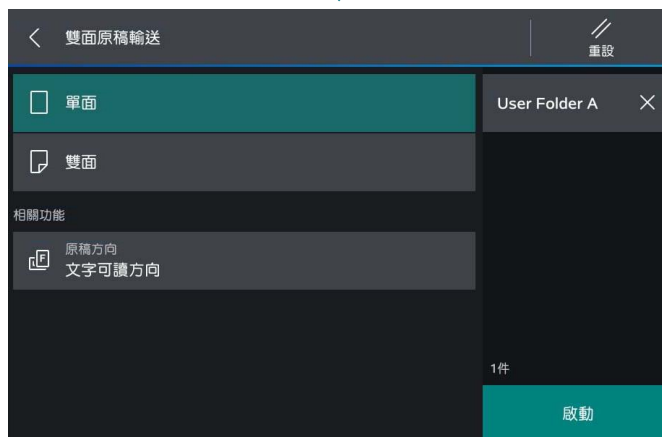 雙面原稿輸送
重設
單面
User Folder A
雙面
相關功能
原稿方向
文字可讀方向
1件
啟動